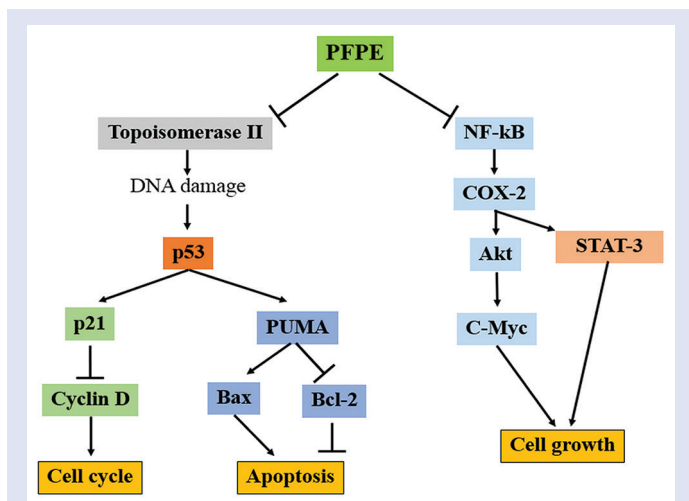 PFPE
Topoisomerase II
NF-kB
DNA damage
COX-2
p53
Akt
STAT-3
p21
PUMA
C-Myc
Cyclin D
Bax
Bcl-2
Cell growth
Cell cycle
Apoptosis